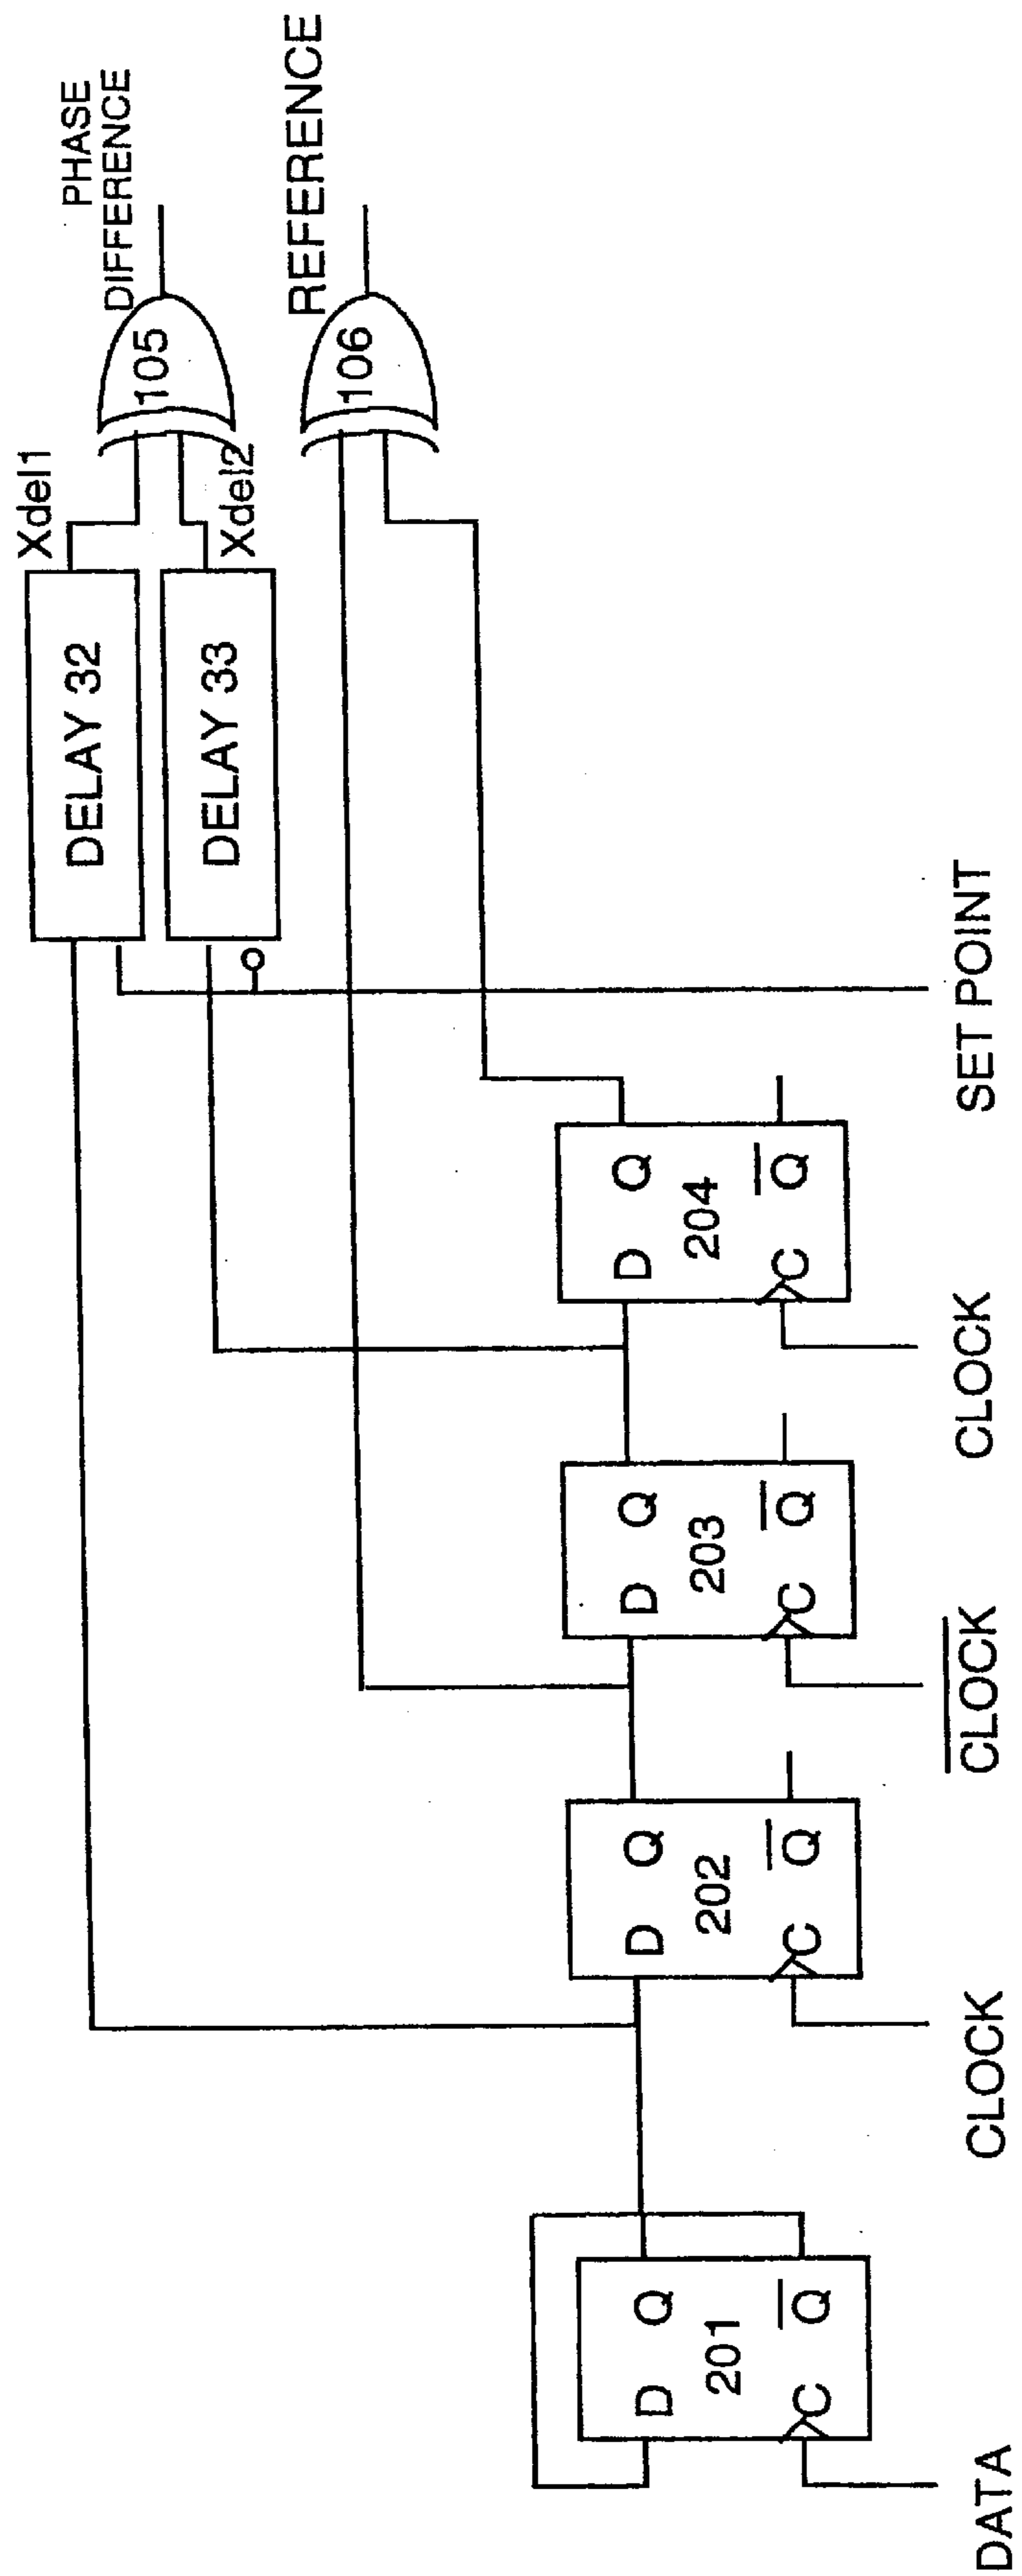 PHASE
DIFFERENCE
REFERENCE
105
106
Xdel1
Xdel2
DELAY 32
DELAY 33
D Q
201
C Q̅
D Q
202
C Q̅
D Q
203
C Q̅
D Q
204
C Q̅
DATA
CLOCK
C̅L̅O̅C̅K̅
CLOCK
SET POINT